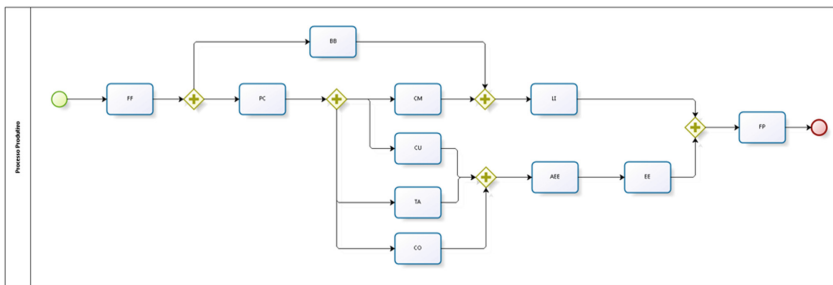 Processo Produtivo
BB
FF
PC
CM
LI
FP
CU
TA
AEE
EE
CO